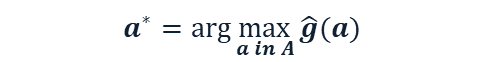 a* = arg max ĝ(a)
a in A